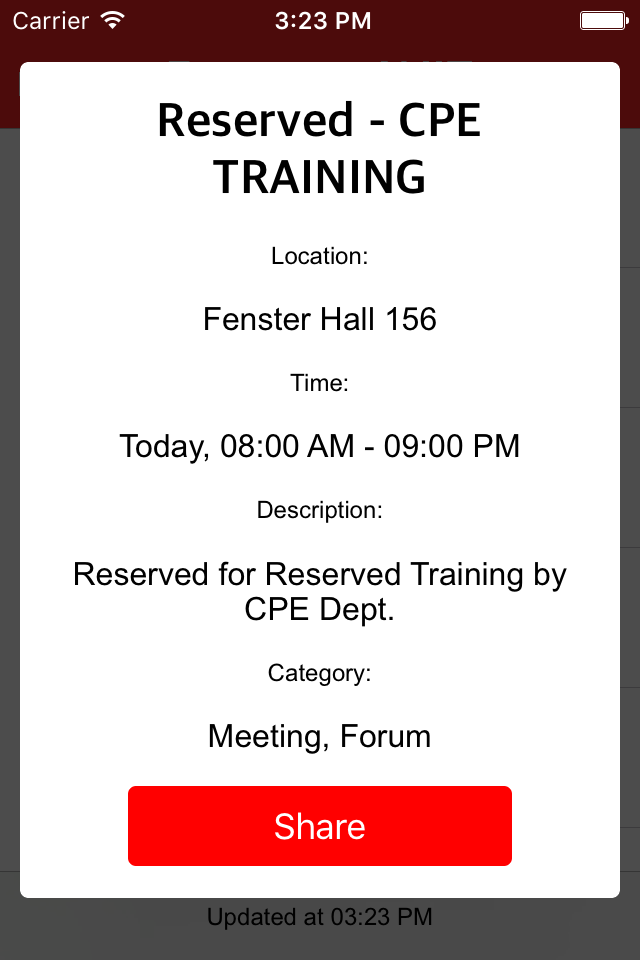 Carrier 3:23 PM
Reserved - CPE
TRAINING
Location:
Fenster Hall 156
Time:
Today, 08:00 AM - 09:00 PM
Description:
Reserved for Reserved Training by
CPE Dept.
Category:
Meeting, Forum
Share
Updated at 03:23 PM